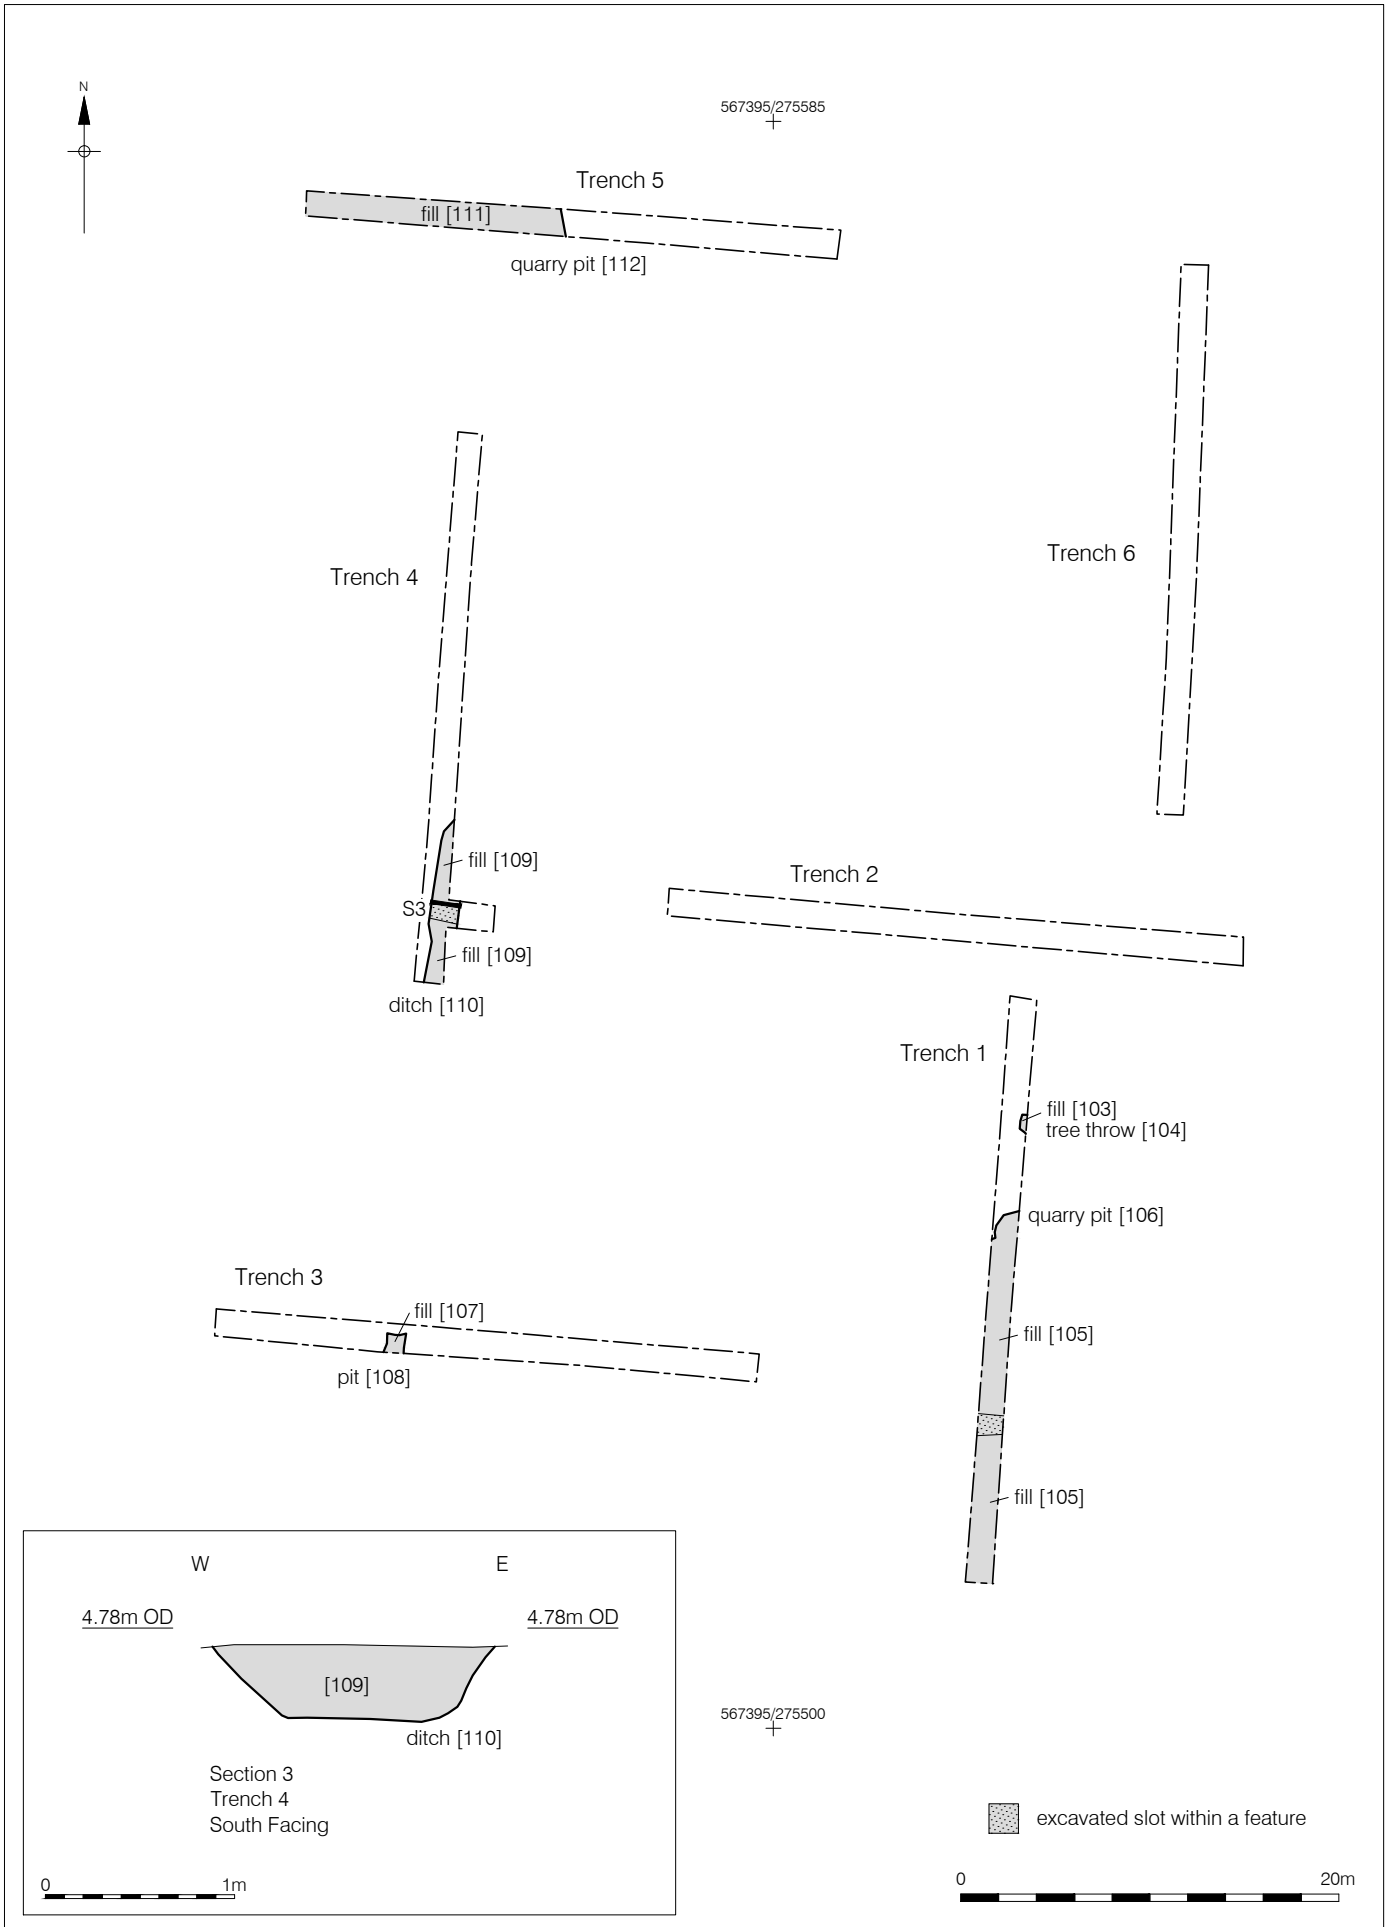 N
567395/275585
Trench 5
fill [111]
quarry pit [112]
Trench 6
Trench 4
fill [109]
S3
fill [109]
ditch [110]
Trench 2
Trench 1
fill [103]
tree throw [104]
quarry pit [106]
fill [105]
fill [105]
Trench 3
fill [107]
pit [108]
W E
4.78m OD 4.78m OD
[109]
ditch [110]
Section 3
Trench 4
South Facing
0 1m
567395/275500
excavated slot within a feature
0 20m